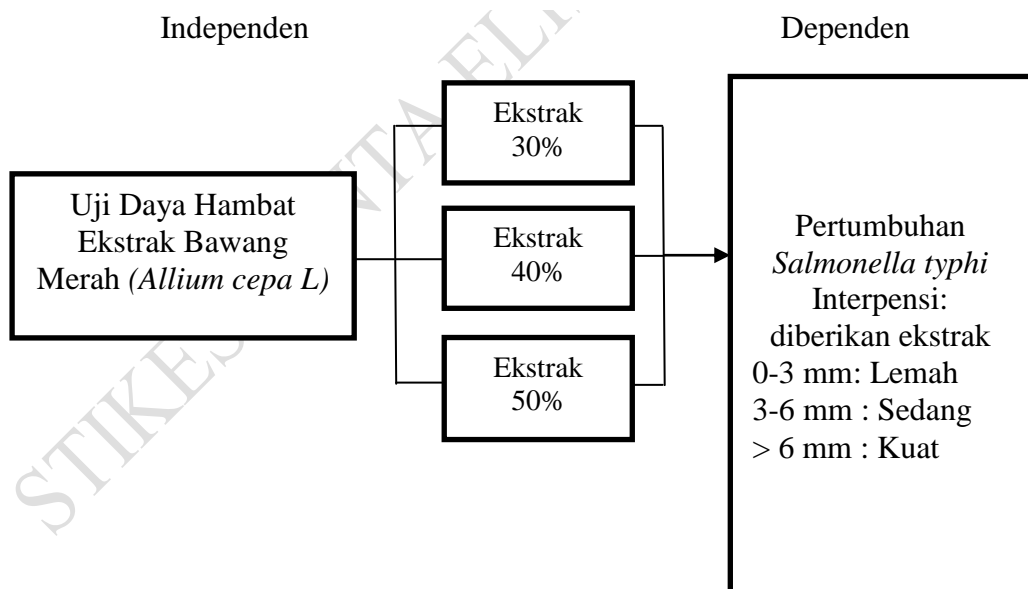 Independen
Dependen
Uji Daya Hambat
Ekstrak Bawang
Merah (Allium cepa L)
Ekstrak
30%
Ekstrak
40%
Ekstrak
50%
Pertumbuhan
Salmonella typhi
Interpensi:
diberikan ekstrak
0-3 mm: Lemah
3-6 mm : Sedang
> 6 mm : Kuat
STIKES